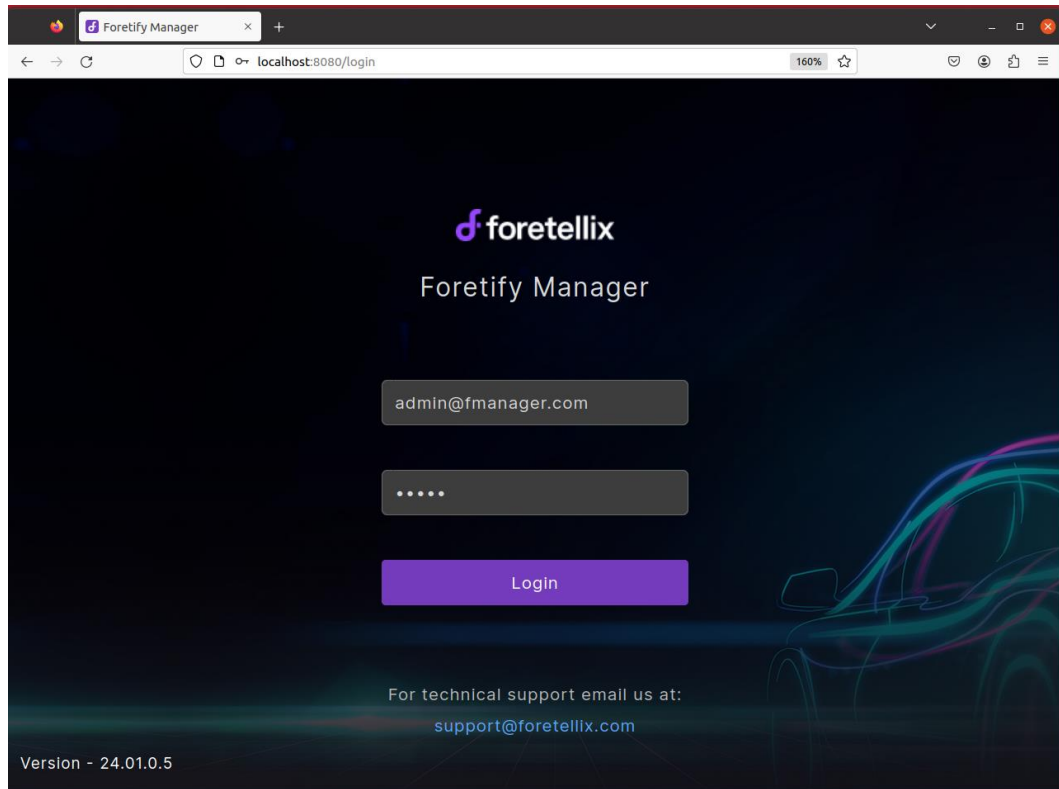 Foretify Manager
localhost:8080/login
160%
foretellix
Foretify Manager
admin@fmanager.com
•••••
Login
For technical support email us at:
support@foretellix.com
Version - 24.01.0.5